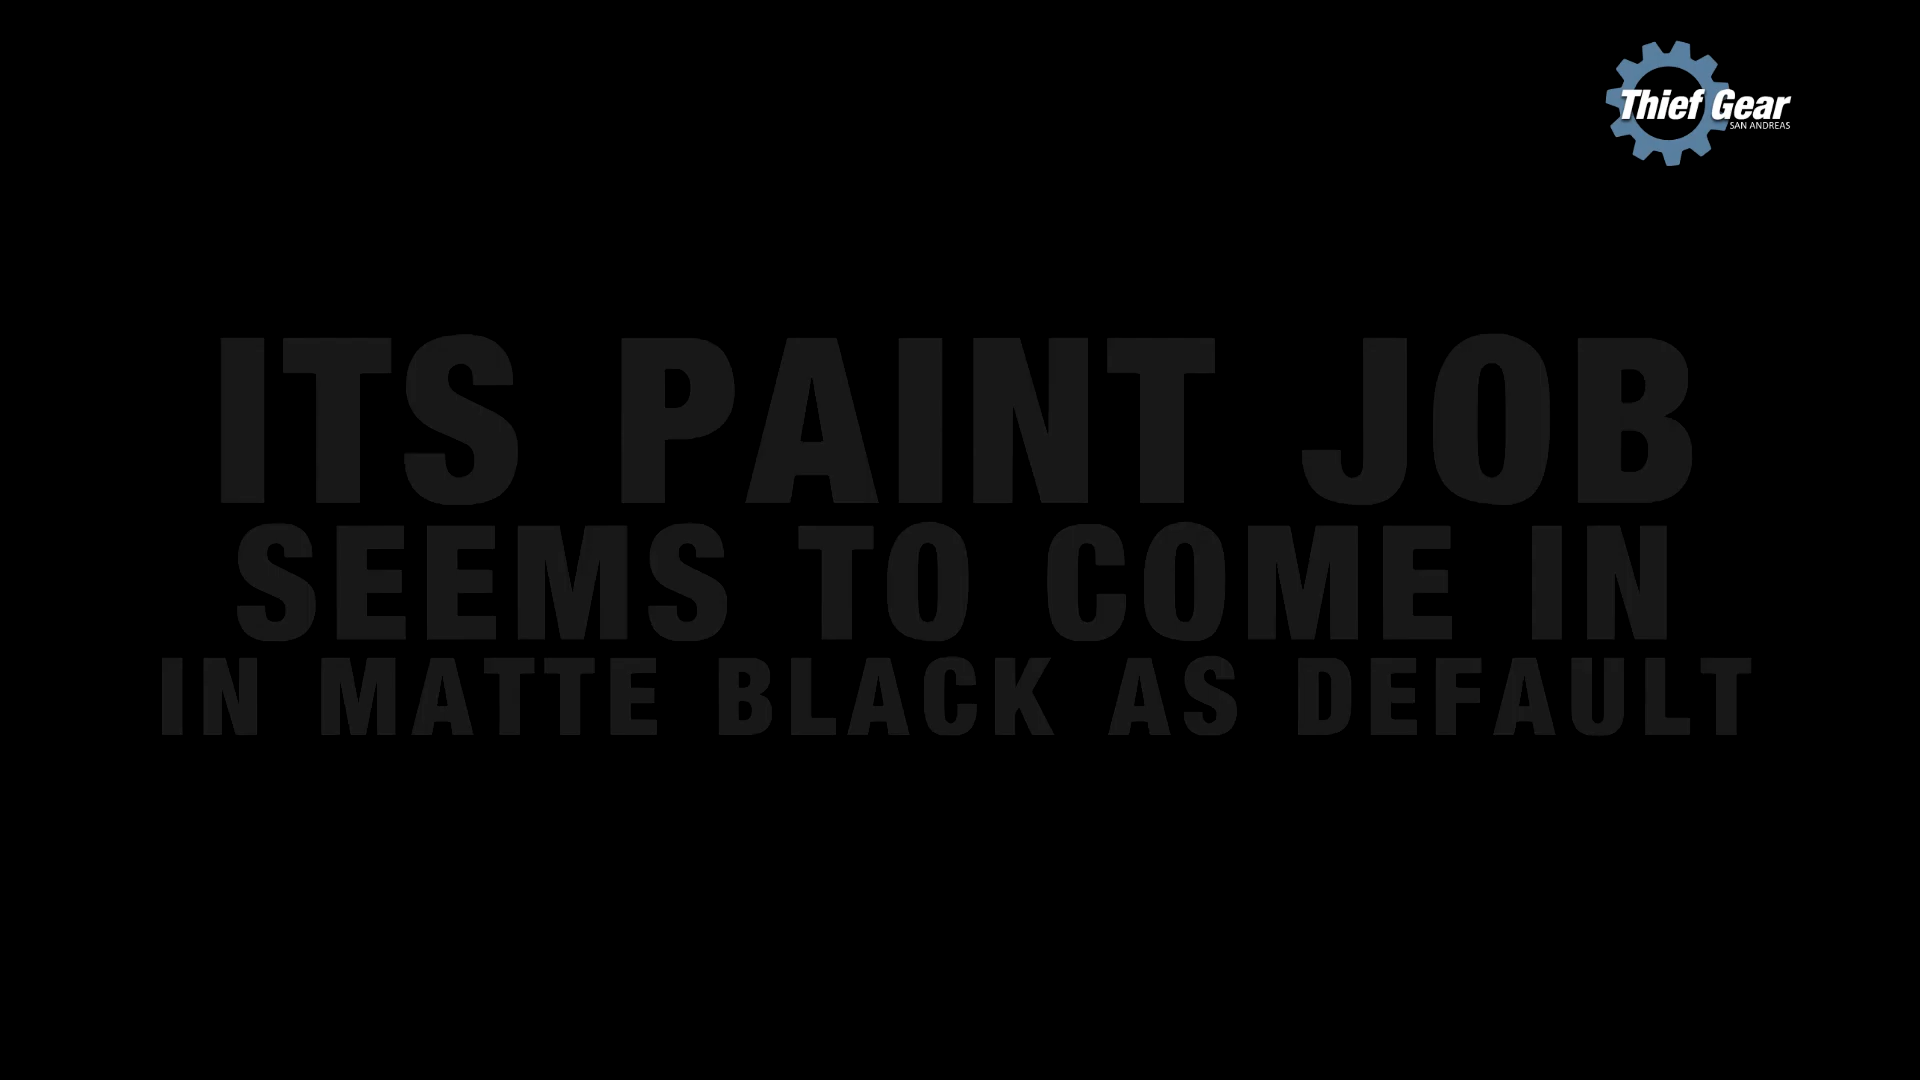 Thief Gear
SAN ANDREAS
ITS PAINT JOB
SEEMS TO COME IN
IN MATTE BLACK AS DEFAULT